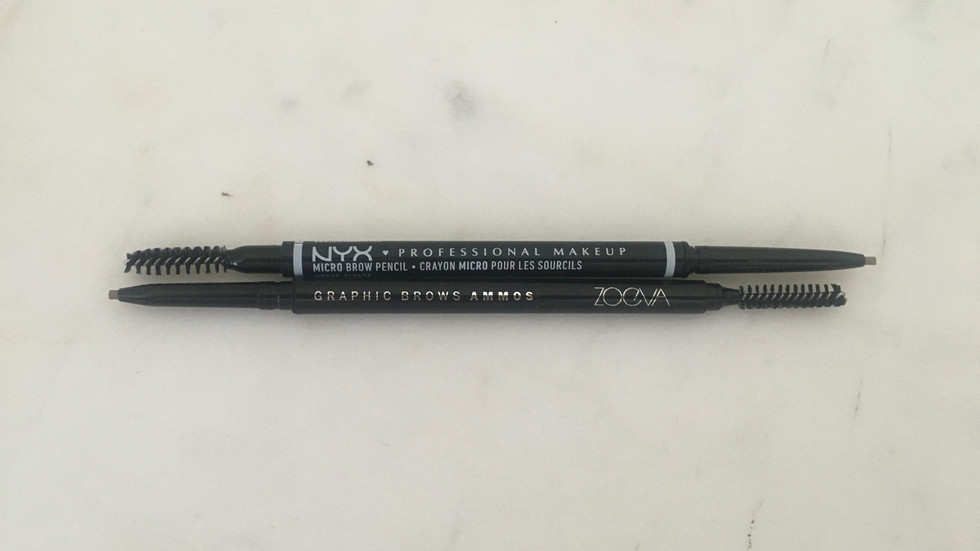 NYX ♥ PROFESSIONAL MAKEUP
MICRO BROW PENCIL • CRAYON MICRO POUR LES SOURCILS
GRAPHIC BROWS AMMOS ZOEVA